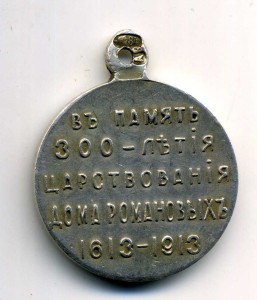 ВЪ ПАМЯТЬ
300-ЛѢТІЯ
ЦАРСТВОВАНІЯ
ДОМА РОМАНОВЫХЪ
1613-1913